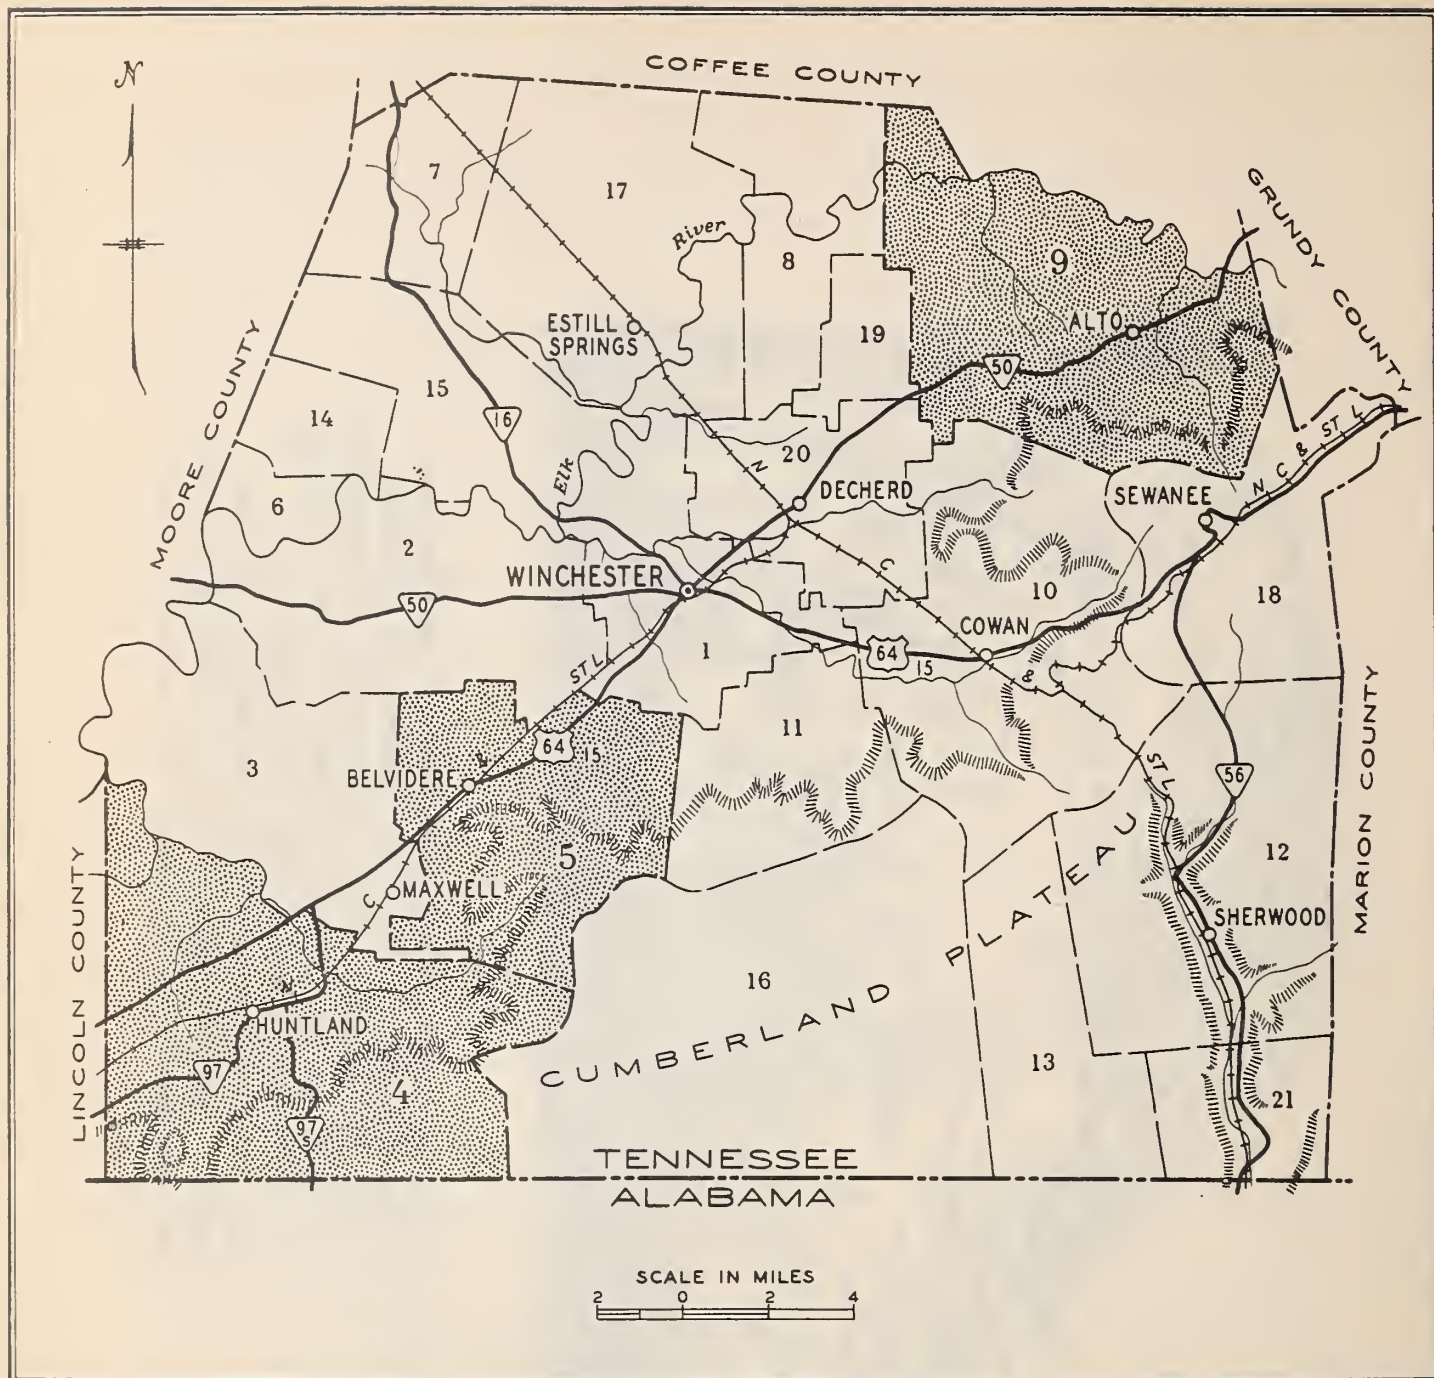 N
COFFEE COUNTY
GRUNDY COUNTY
7
17
River
8
9
ESTILL
SPRINGS
19
ALTO
50
MOORE COUNTY
15
14
16
N C & ST L
20
N
Elk
DECHERD
SEWANEE
6
2
WINCHESTER
C
10
50
18
COWAN
1
64
15
&
ST L
MARION COUNTY
11
64
15
ST L
3
BELVIDERE
&
56
5
12
LINCOLN COUNTY
MAXWELL
C
SHERWOOD
16
CUMBERLAND PLATEAU
N
HUNTLAND
97
4
13
21
97
S
TENNESSEE
ALABAMA
SCALE IN MILES
2 0 2 4